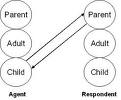 Parent Parent
Adult Adult
Child Child
Agent Respondent